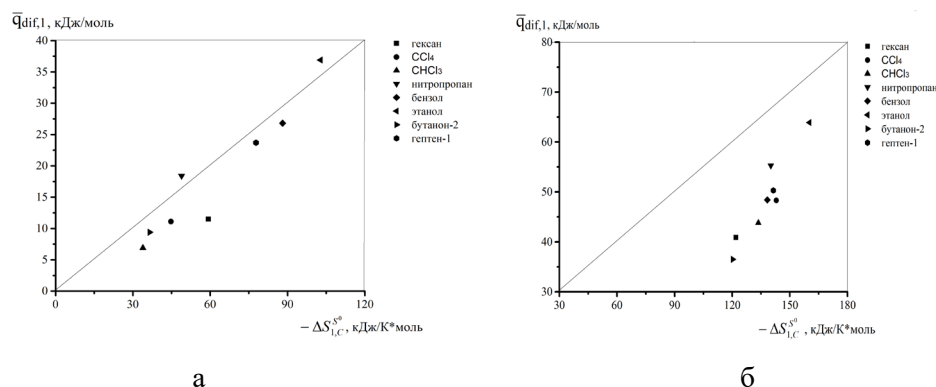 q̄dif,1, кДж/моль
40
35
30
25
20
15
10
5
0
0 30 60 90 120
− ΔS₁,C^S⁰, кДж/К*моль
гексан
CCl₄
CHCl₃
нитропропан
бензол
этанол
бутанон-2
гептен-1
а
q̄dif,1, кДж/моль
80
70
60
50
40
30
30 60 90 120 150 180
− ΔS₁,C^S⁰, кДж/К*моль
гексан
CCl₄
CHCl₃
нитропропан
бензол
этанол
бутанон-2
гептен-1
б